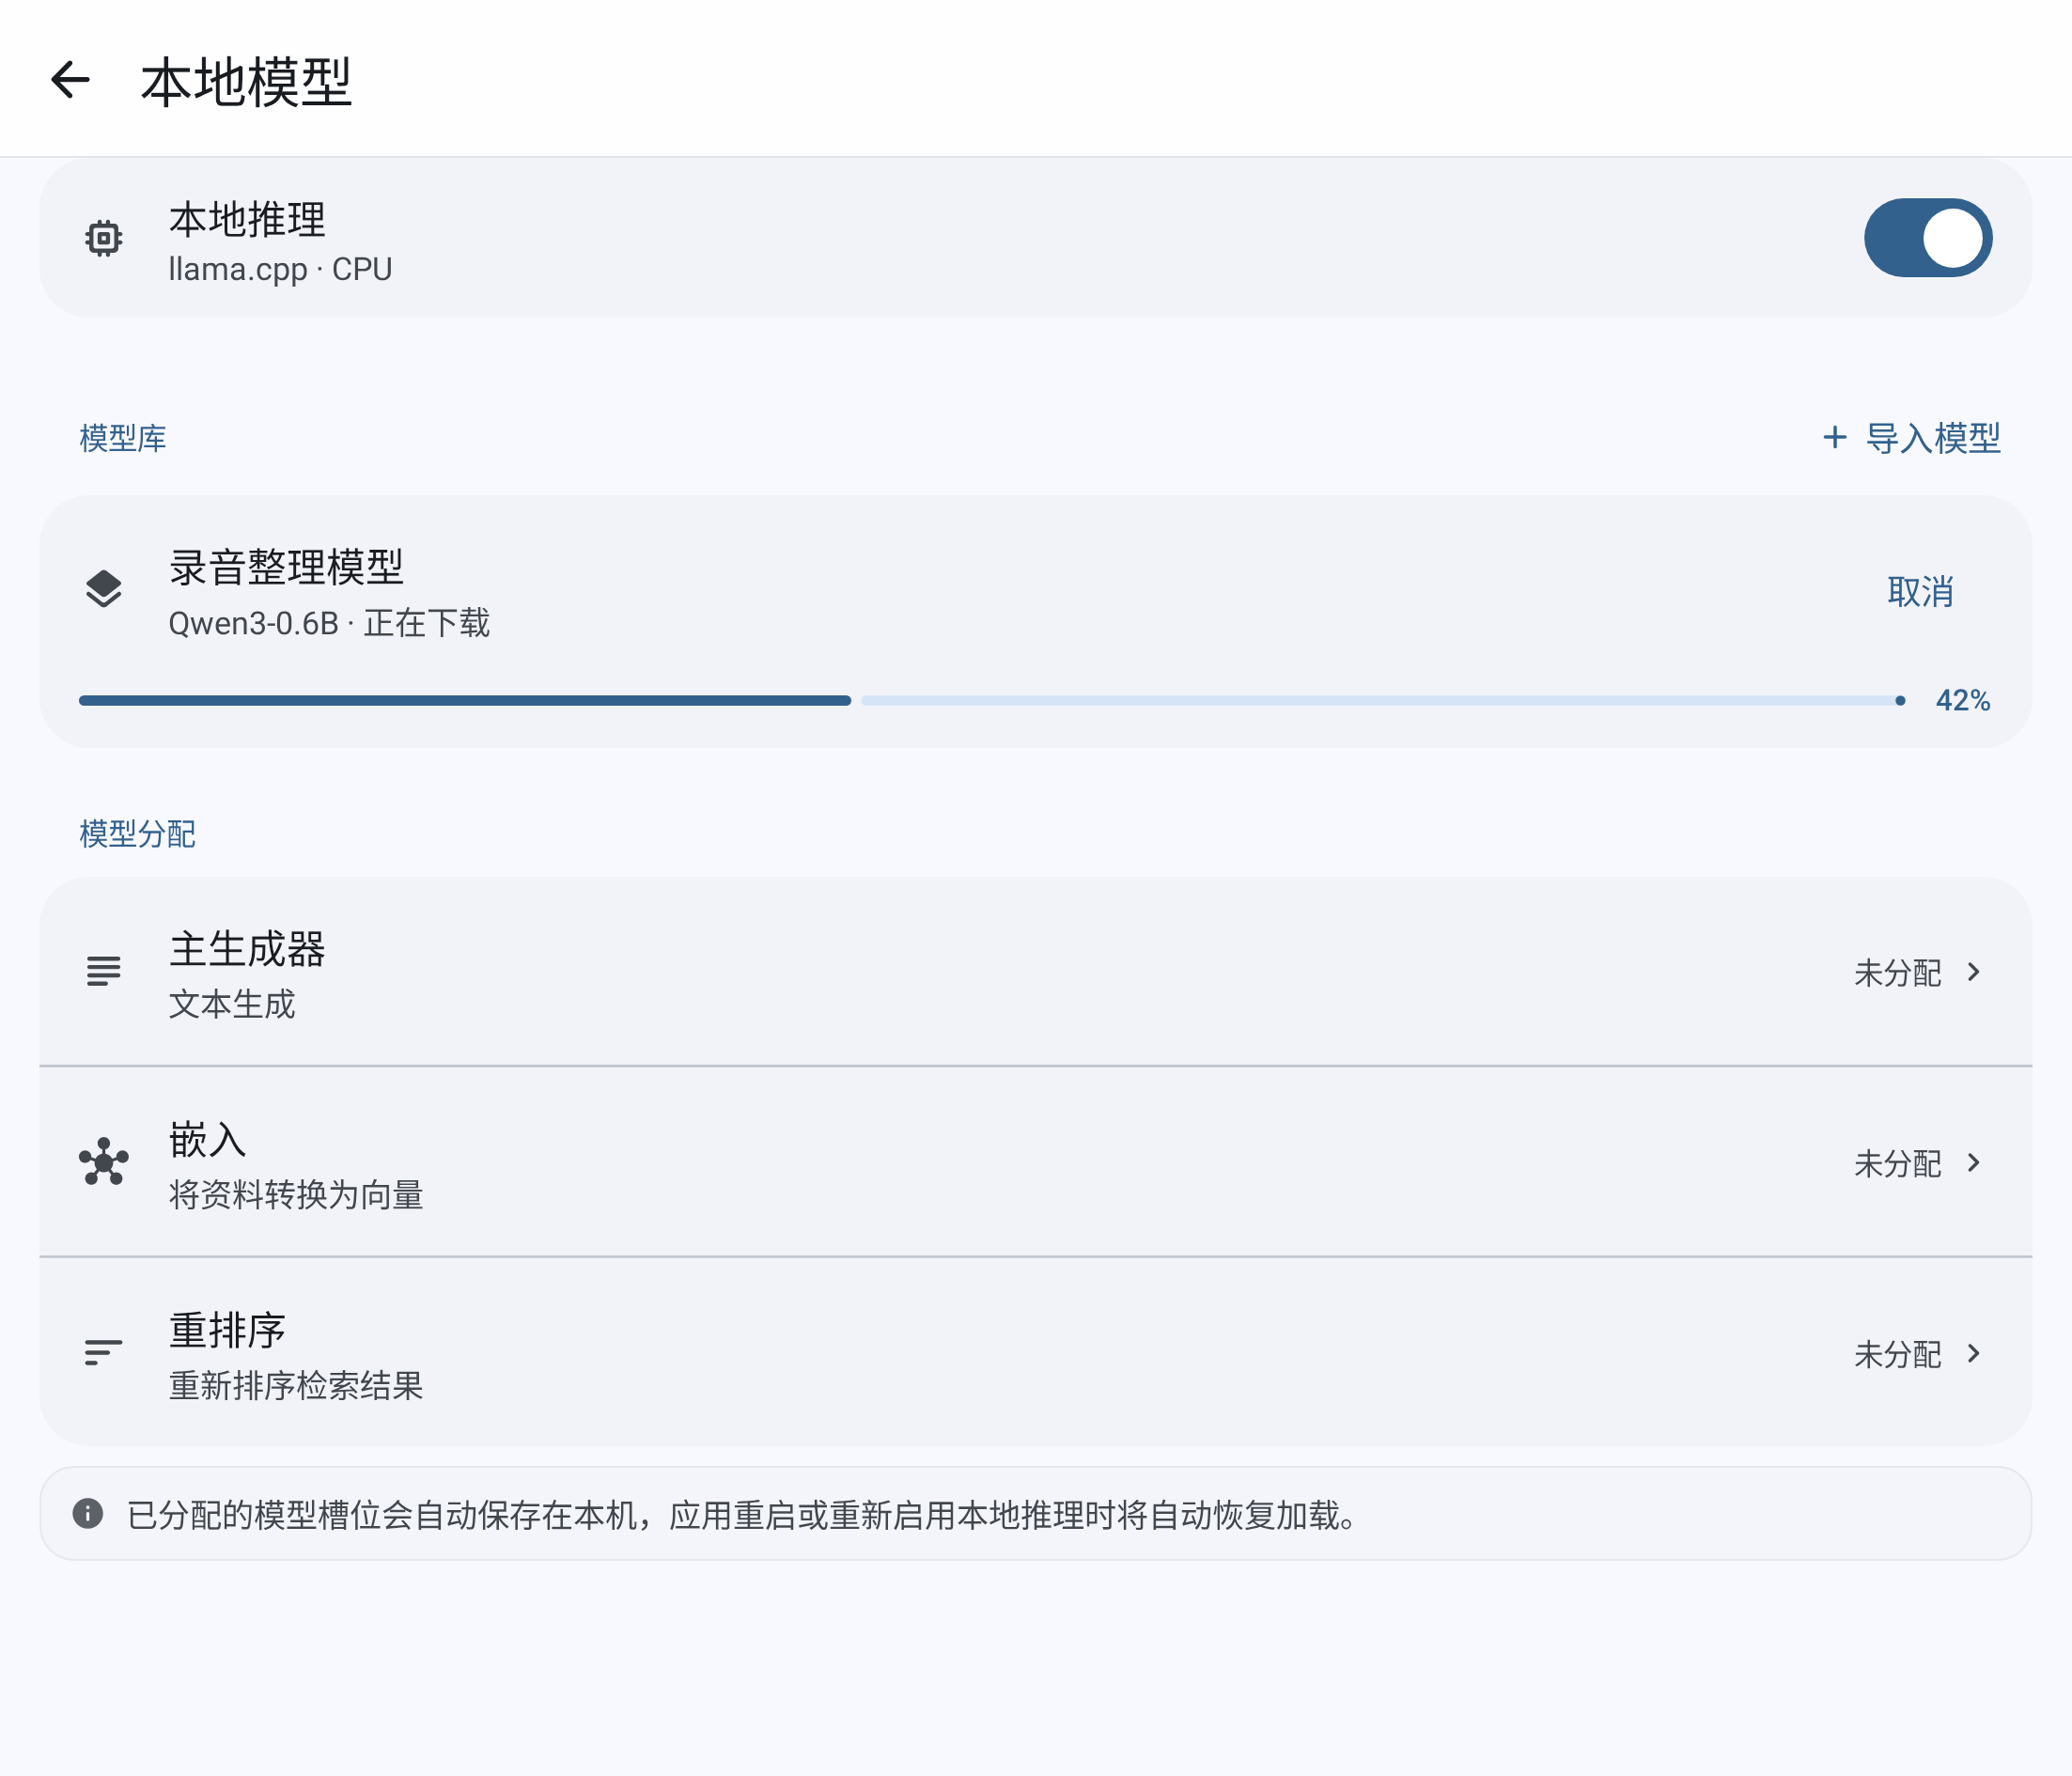 本地模型
本地推理
llama.cpp · CPU
模型库
+ 导入模型
录音整理模型
Qwen3-0.6B · 正在下载
取消
42%
模型分配
主生成器
文本生成
未分配
嵌入
将资料转换为向量
未分配
重排序
重新排序检索结果
未分配
已分配的模型槽位会自动保存在本机，应用重启或重新启用本地推理时将自动恢复加载。